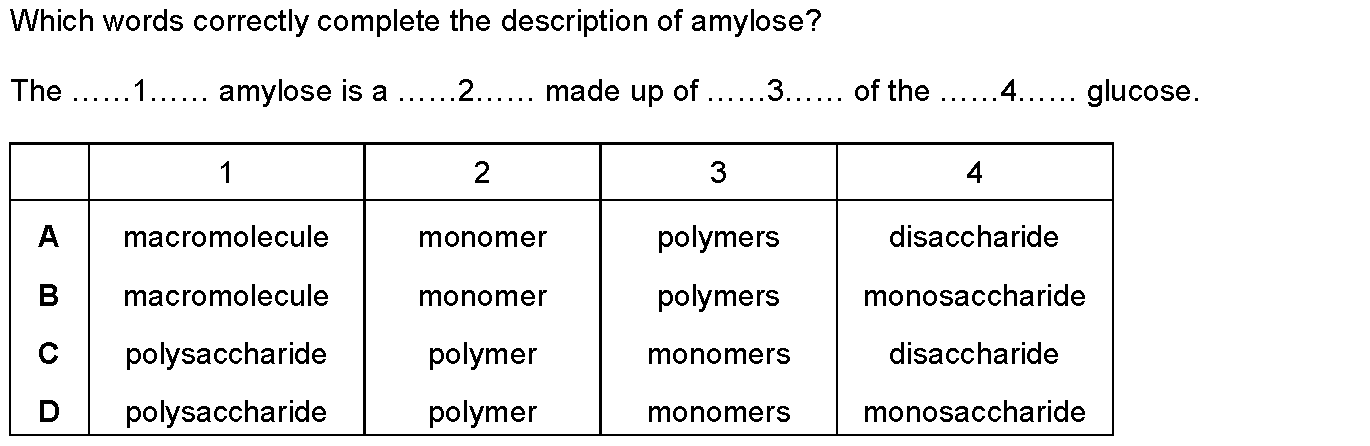 Which words correctly complete the description of amylose?
The ......1...... amylose is a ......2...... made up of ......3...... of the ......4...... glucose.
1 2 3 4
A macromolecule monomer polymers disaccharide
B macromolecule monomer polymers monosaccharide
C polysaccharide polymer monomers disaccharide
D polysaccharide polymer monomers monosaccharide